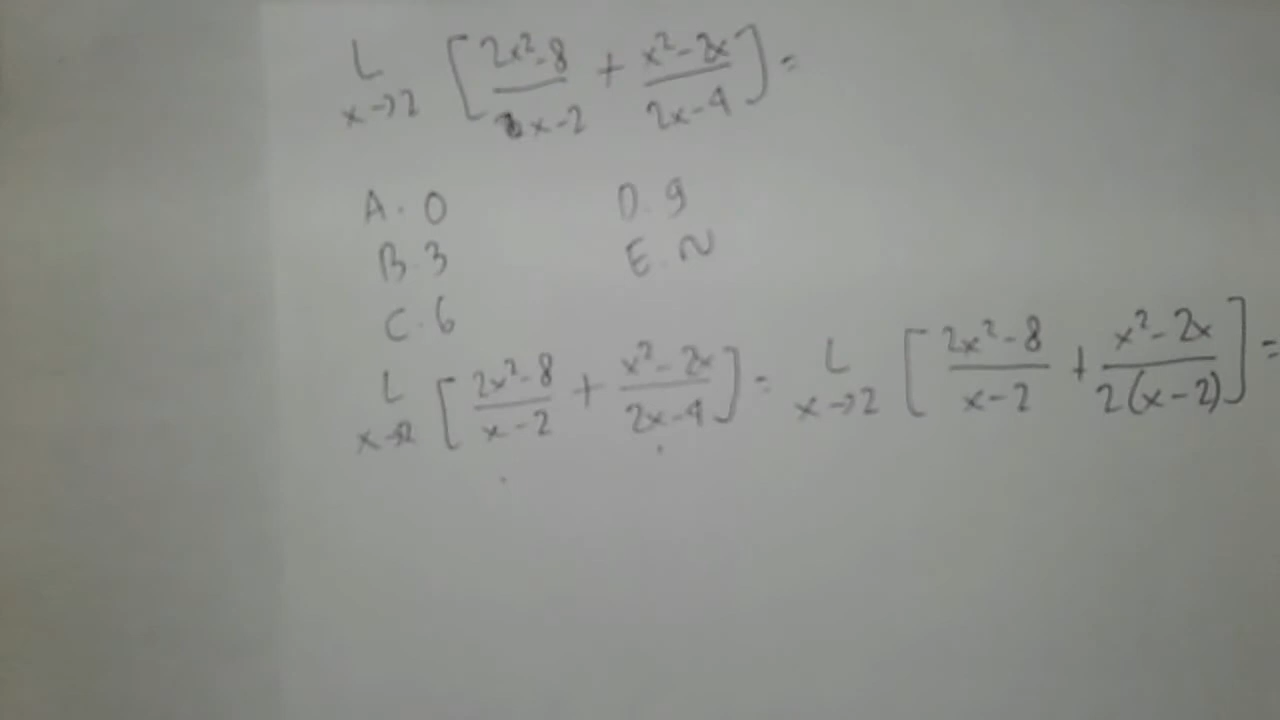 L x→2 [ (2x²-8)/(x-2) + (x²-2x)/(2x-4) ] =
A. 0 D. 9
B. 3 E. ~
C. 6
L x→2 [ (2x²-8)/(x-2) + (x²-2x)/(2x-4) ] = L x→2 [ (2x²-8)/(x-2) + (x²-2x)/(2(x-2)) ] =